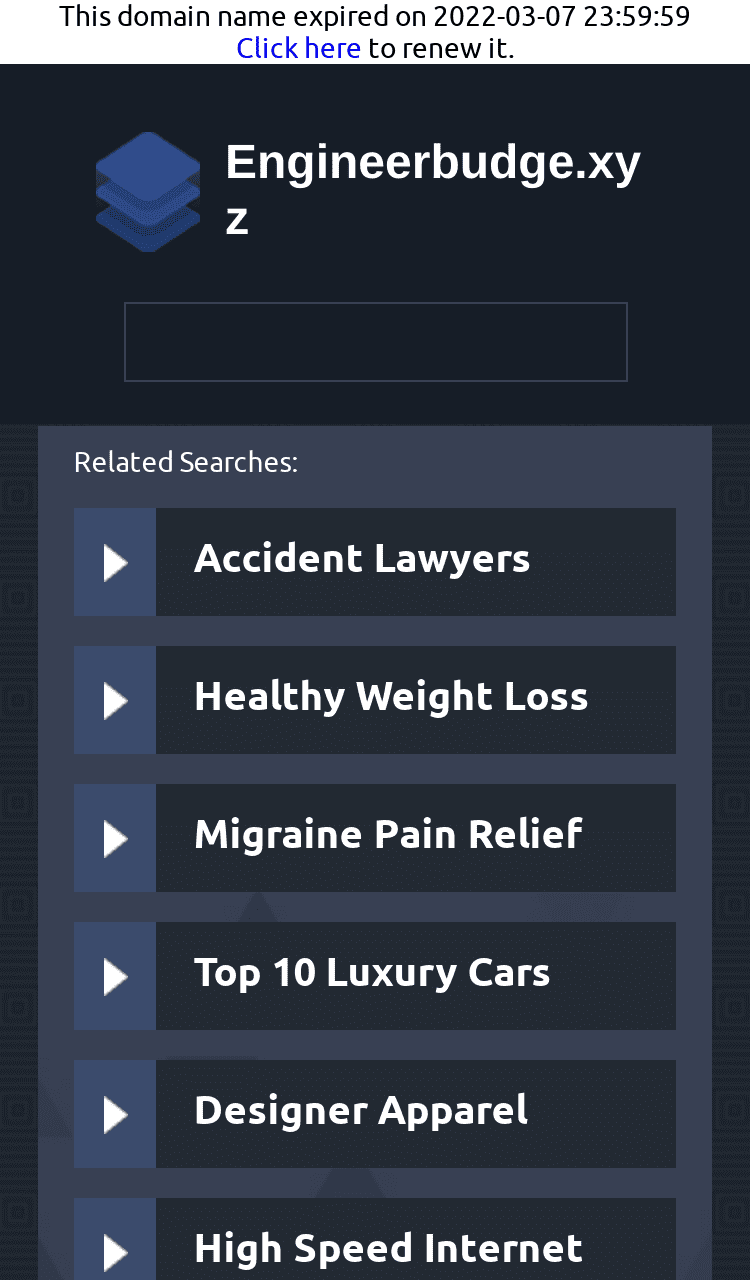 This domain name expired on 2022-03-07 23:59:59
Click here to renew it.
Engineerbudge.xy
z
Related Searches:
Accident Lawyers
Healthy Weight Loss
Migraine Pain Relief
Top 10 Luxury Cars
Designer Apparel
High Speed Internet